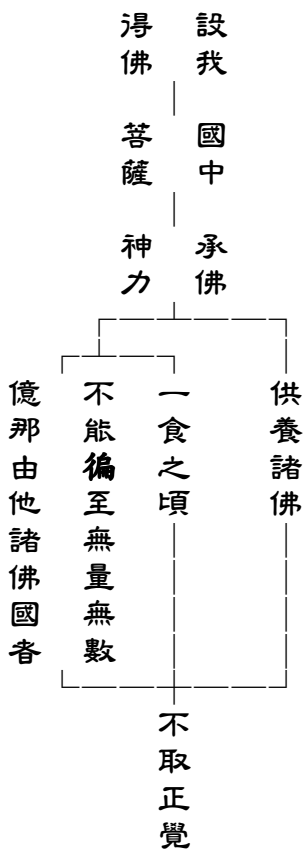 設我
得佛
國中
菩薩
承佛
神力
供養諸佛
一食之頃
不能徧至無量無數
億那由他諸佛國者
不取正覺